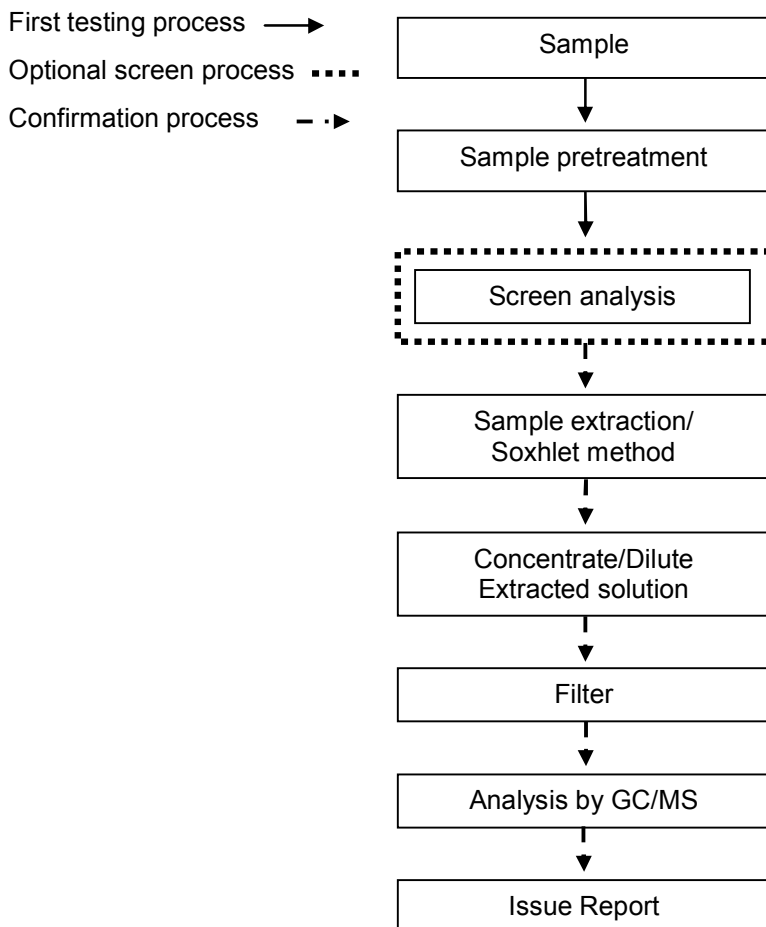 First testing process
Optional screen process
Confirmation process
Sample
Sample pretreatment
Screen analysis
Sample extraction/
Soxhlet method
Concentrate/Dilute
Extracted solution
Filter
Analysis by GC/MS
Issue Report